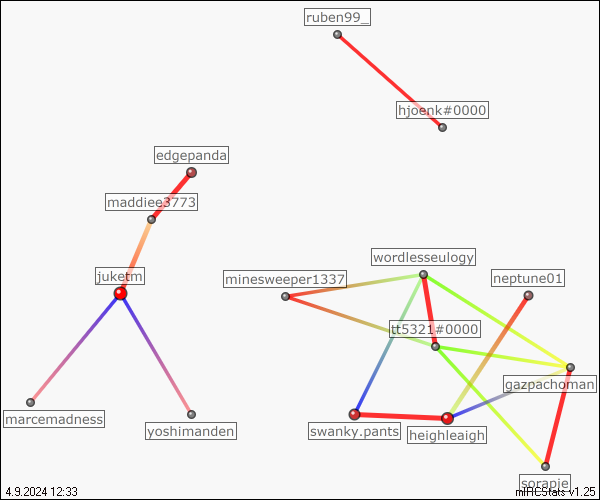 ruben99_
hjoenk#0000
edgepanda
maddiee3773
wordlesseulogy
juketm
minesweeper1337
neptune01
tt5321#0000
gazpachoman
marcemadness
yoshimanden
swanky.pants
heighleaigh
sorapie_
4.9.2024 12:33
mIRCStats v1.25